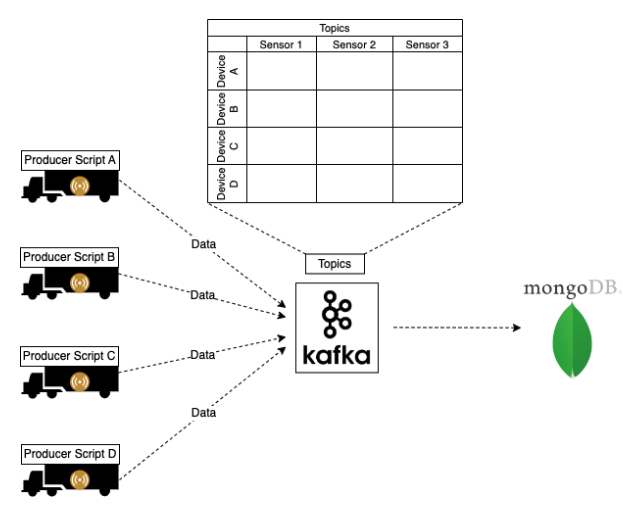 Topics
Sensor 1
Sensor 2
Sensor 3
Device
A
Device
B
Device
C
Device
D
Producer Script A
Producer Script B
Producer Script C
Producer Script D
Data
Data
Data
Data
Topics
kafka
mongoDB